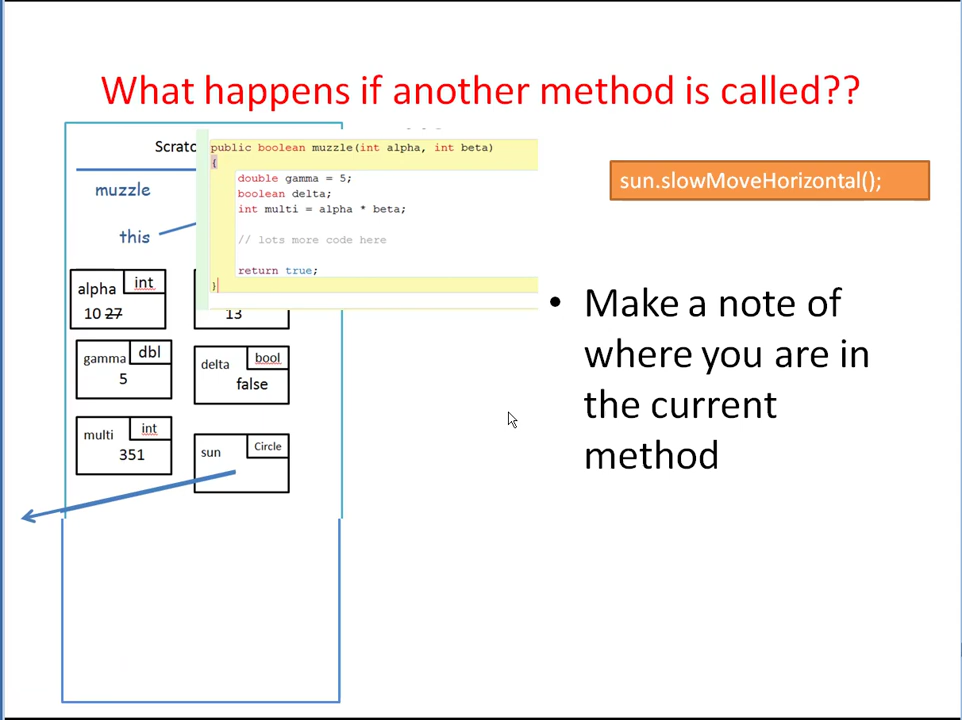 What happens if another method is called??
Scratc
public boolean muzzle(int alpha, int beta)
{
double gamma = 5;
boolean delta;
int multi = alpha * beta;
// lots more code here
return true;
}
sun.slowMoveHorizontal();
muzzle
this
alpha int
10 27
13
gamma dbl
5
delta bool
false
multi int
351
sun Circle
• Make a note of
where you are in
the current
method